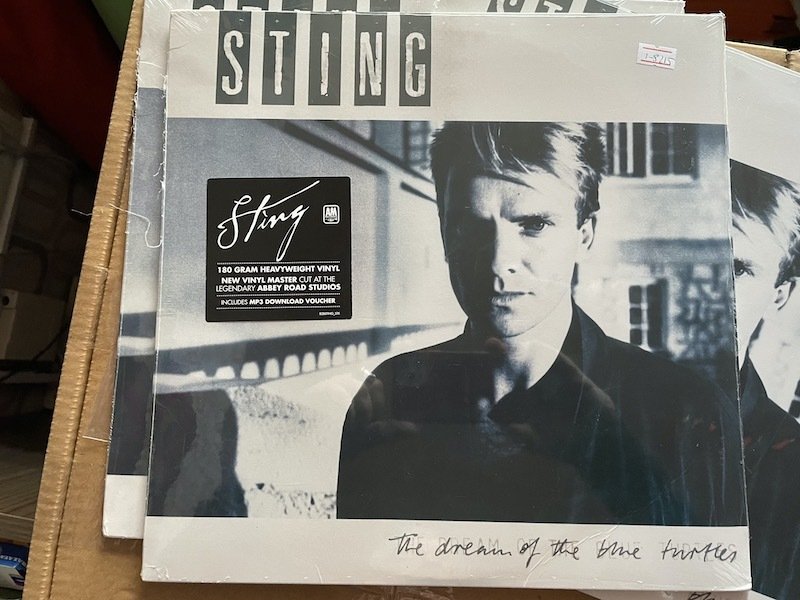 STING
Sting
A&M
180 GRAM HEAVYWEIGHT VINYL
NEW VINYL MASTER CUT AT THE
LEGENDARY ABBEY ROAD STUDIOS
INCLUDES MP3 DOWNLOAD VOUCHER
the dream of the blue turtles